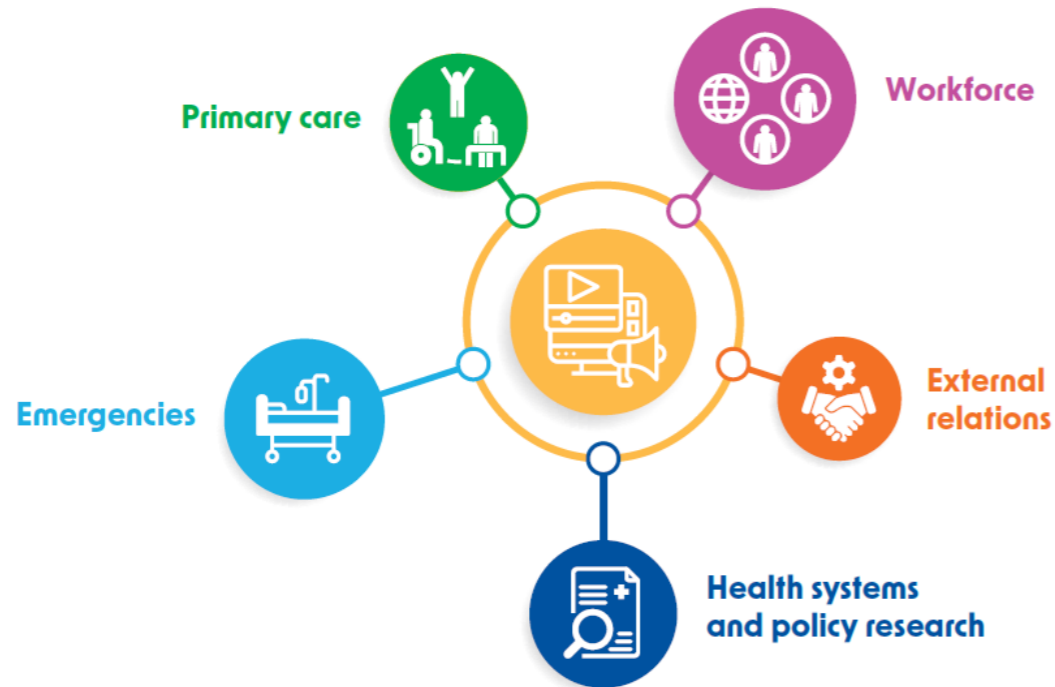 Primary care
Workforce
Emergencies
External
relations
Health systems
and policy research